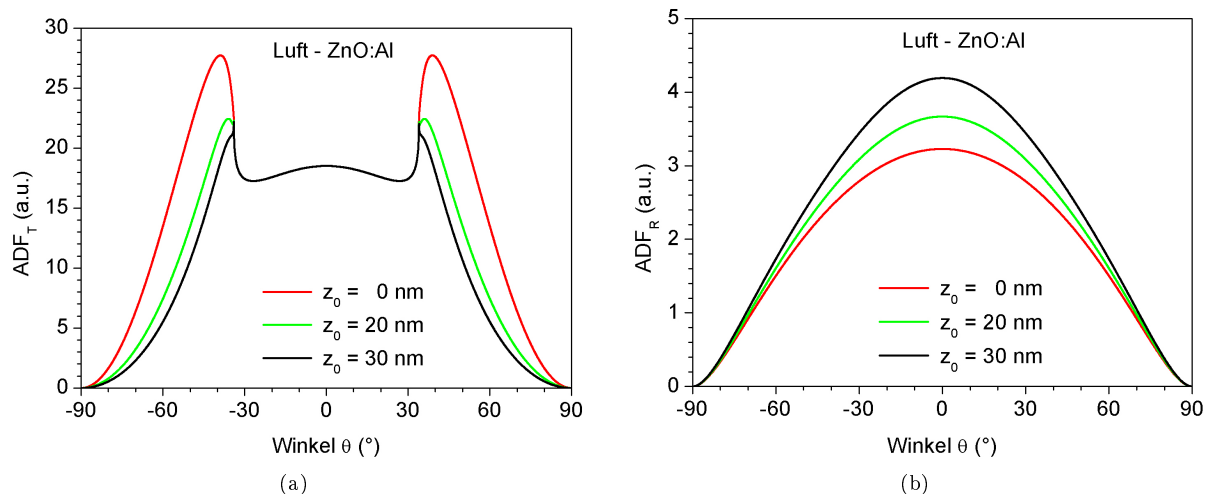 Luft - ZnO:Al
30
25
20
15
10
5
0
ADF_T (a.u.)
z_0 = 0 nm
z_0 = 20 nm
z_0 = 30 nm
-90 -60 -30 0 30 60 90
Winkel θ (°)
(a)
Luft - ZnO:Al
5
4
3
2
1
0
ADF_R (a.u.)
z_0 = 0 nm
z_0 = 20 nm
z_0 = 30 nm
-90 -60 -30 0 30 60 90
Winkel θ (°)
(b)